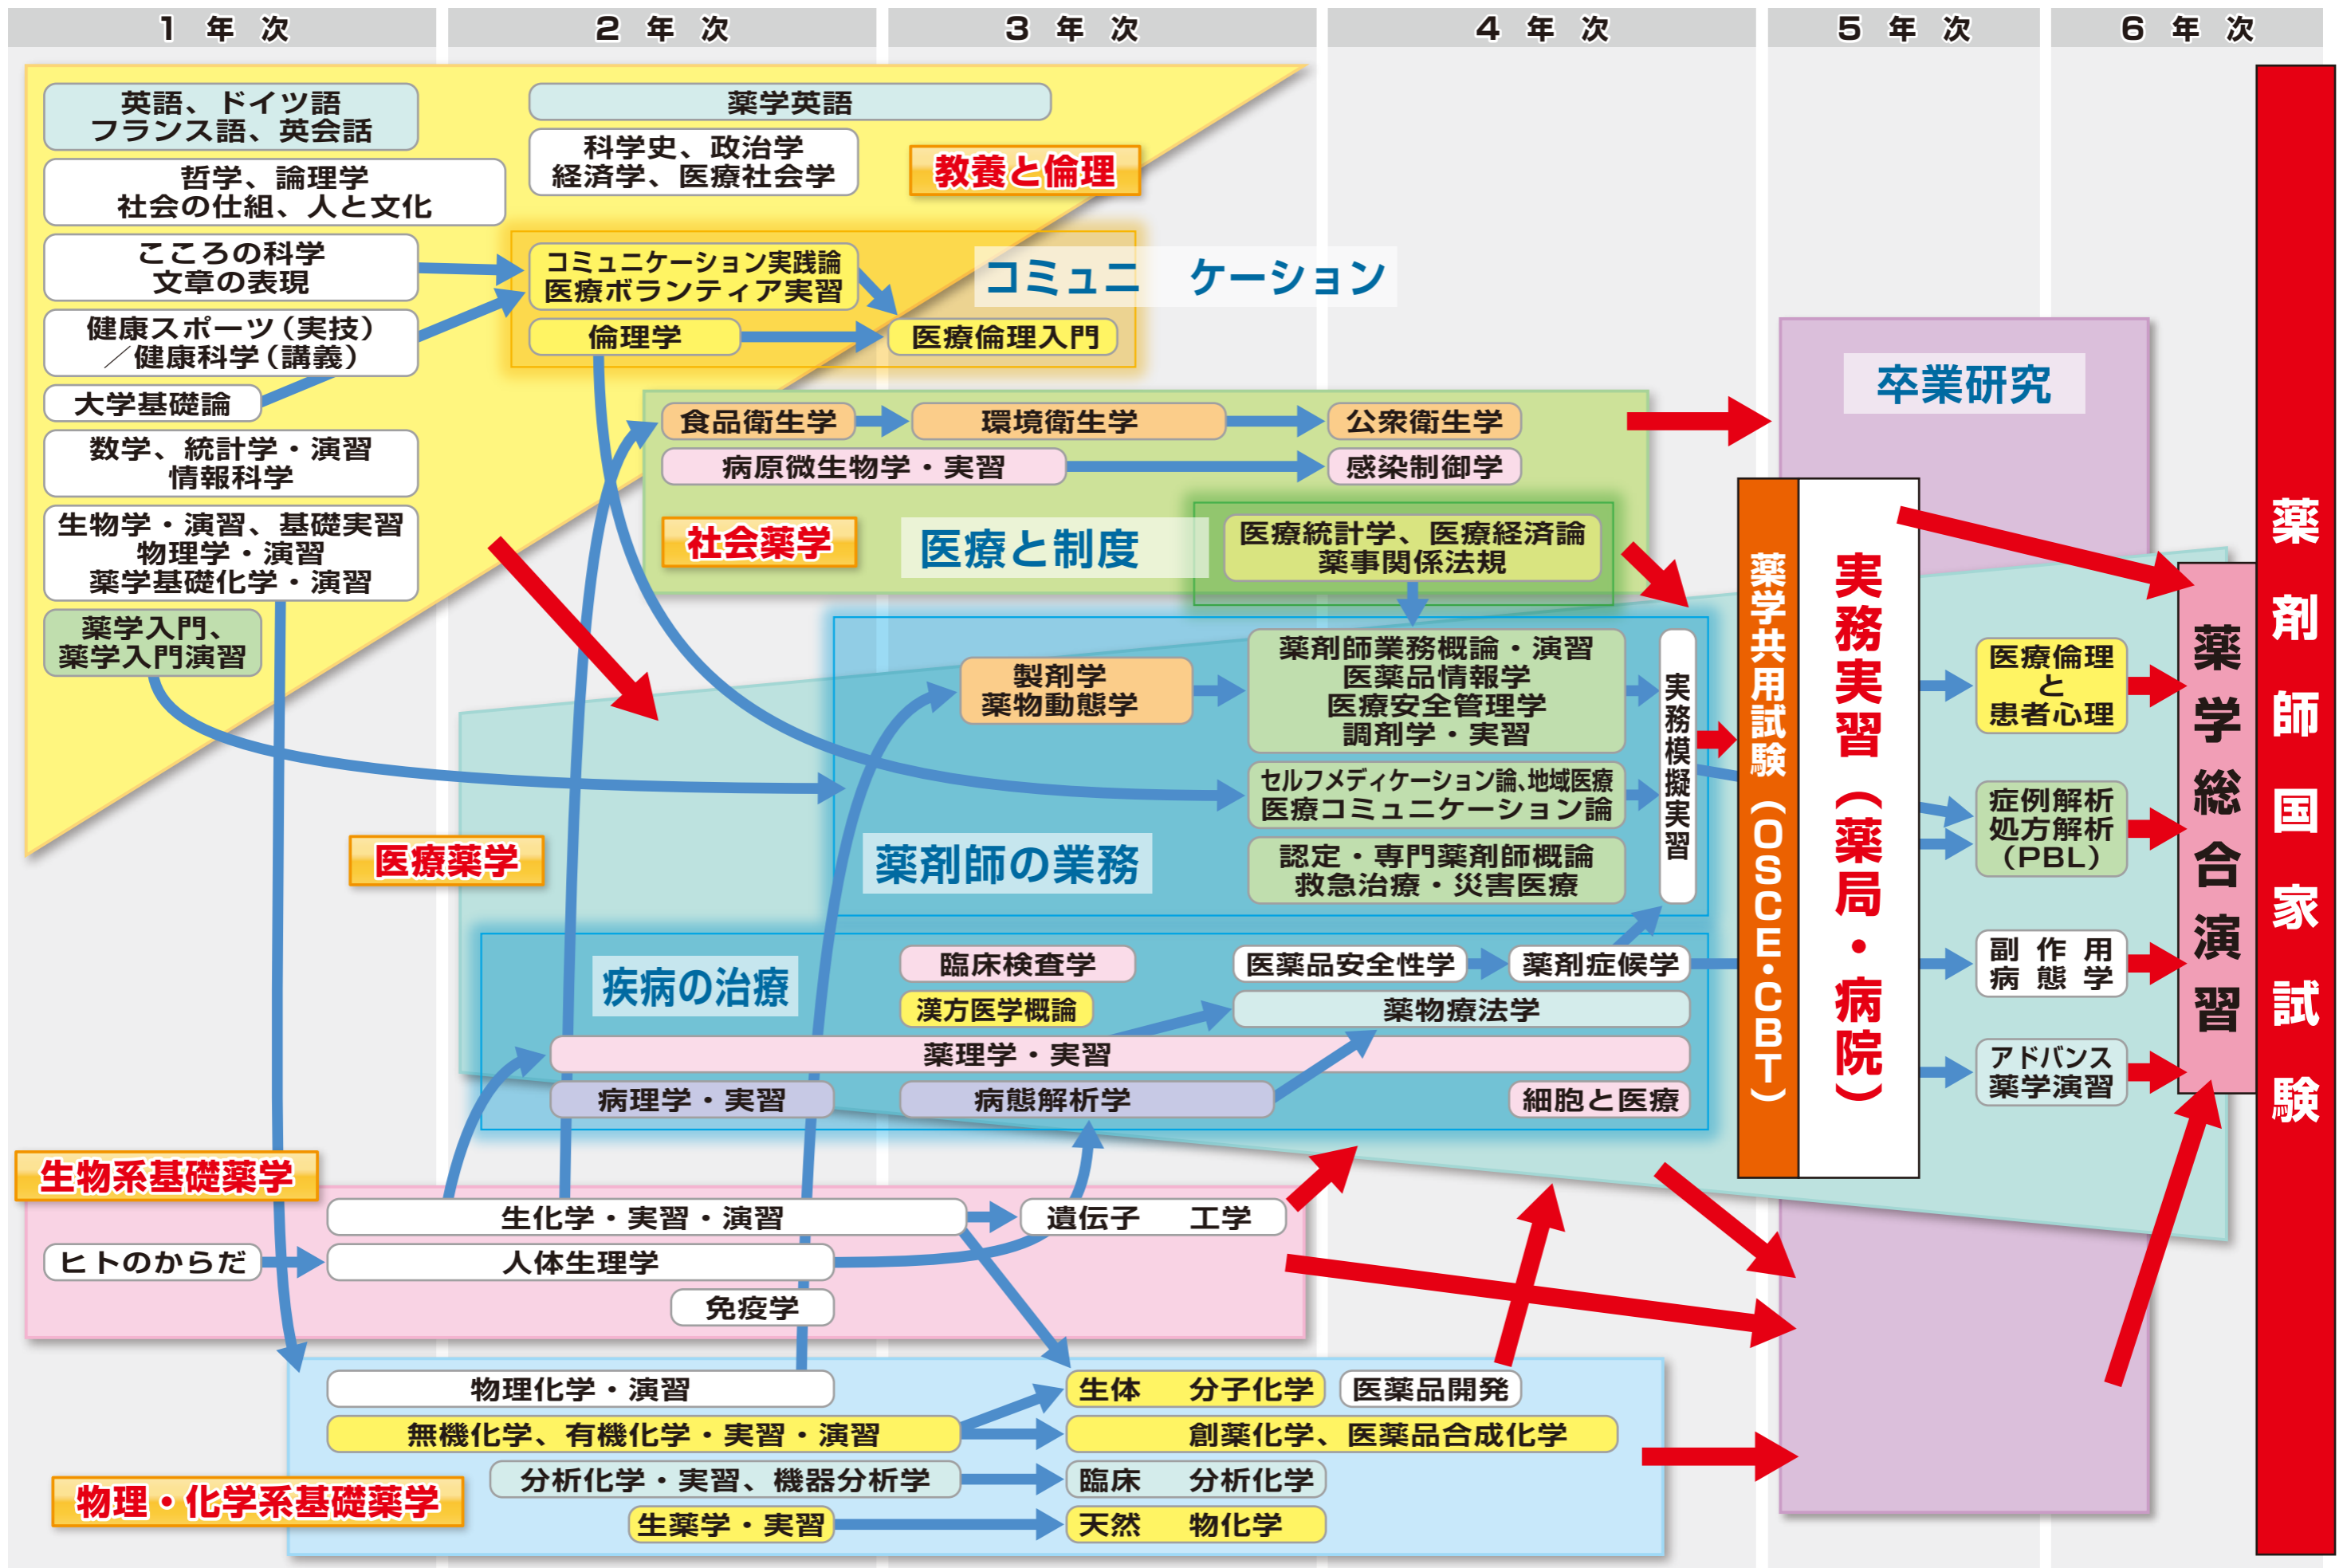 1 年 次
2 年 次
3 年 次
4 年 次
5 年 次
6 年 次
英語、ドイツ語
フランス語、英会話
哲学、論理学
社会の仕組、人と文化
こころの科学
文章の表現
健康スポーツ（実技）
／健康科学（講義）
大学基礎論
数学、統計学・演習
情報科学
生物学・演習、基礎実習
物理学・演習
薬学基礎化学・演習
薬学入門、
薬学入門演習
薬学英語
科学史、政治学
経済学、医療社会学
教養と倫理
コミュニケーション実践論
医療ボランティア実習
倫理学
医療倫理入門
コミュニ ケーション
食品衛生学
環境衛生学
公衆衛生学
病原微生物学・実習
感染制御学
社会薬学
医療と制度
医療統計学、医療経済論
薬事関係法規
製剤学
薬物動態学
薬剤師業務概論・演習
医薬品情報学
医療安全管理学
調剤学・実習
セルフメディケーション論、地域医療
医療コミュニケーション論
認定・専門薬剤師概論
救急治療・災害医療
実務模擬実習
薬剤師の業務
医療薬学
疾病の治療
臨床検査学
医薬品安全性学
薬剤症候学
漢方医学概論
薬物療法学
薬理学・実習
病理学・実習
病態解析学
細胞と医療
生物系基礎薬学
生化学・実習・演習
遺伝子 工学
ヒトのからだ
人体生理学
免疫学
物理化学・演習
生体 分子化学
医薬品開発
無機化学、有機化学・実習・演習
創薬化学、医薬品合成化学
分析化学・実習、機器分析学
臨床 分析化学
生薬学・実習
天然 物化学
物理・化学系基礎薬学
卒業研究
薬学共用試験（OSCE・CBT）
実務実習（薬局・病院）
医療倫理
と
患者心理
症例解析
処方解析
（PBL）
副作用
病態学
アドバンス
薬学演習
薬学総合演習
薬剤師国家試験